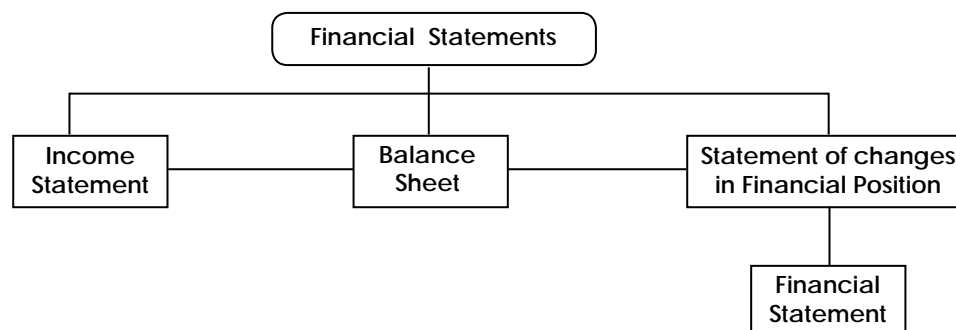 Financial Statements
Income
Statement
Balance
Sheet
Statement of changes
in Financial Position
Financial
Statement